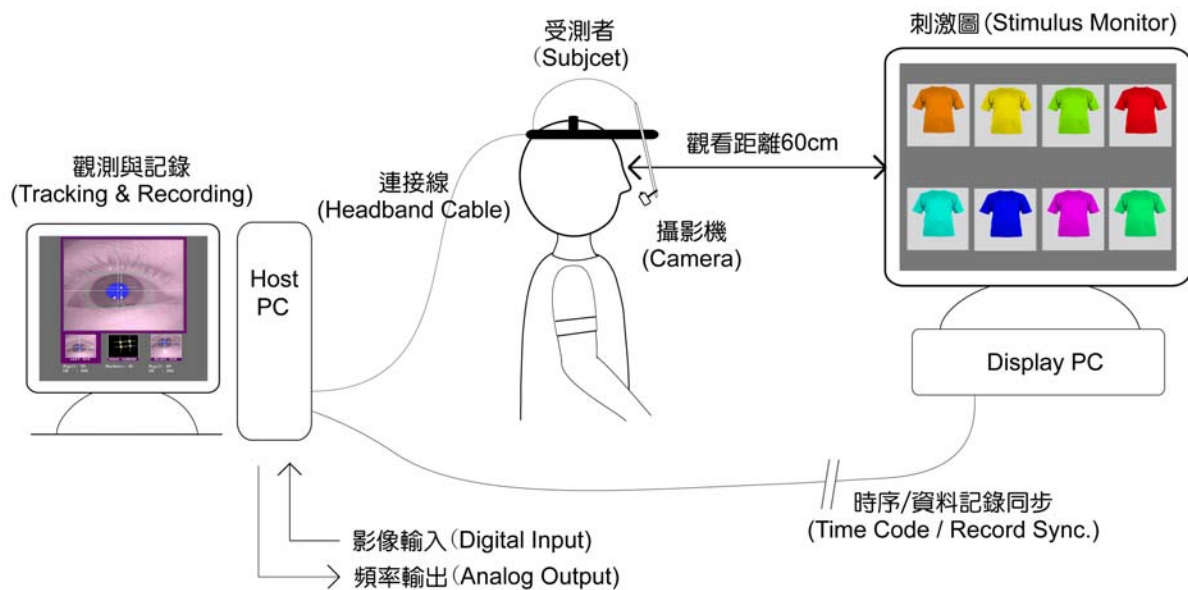 受測者
(Subjcet)
刺激圖(Stimulus Monitor)
觀測與記錄
(Tracking & Recording)
連接線
(Headband Cable)
觀看距離60cm
攝影機
(Camera)
Host
PC
Display PC
時序/資料記錄同步
(Time Code / Record Sync.)
影像輸入(Digital Input)
頻率輸出(Analog Output)